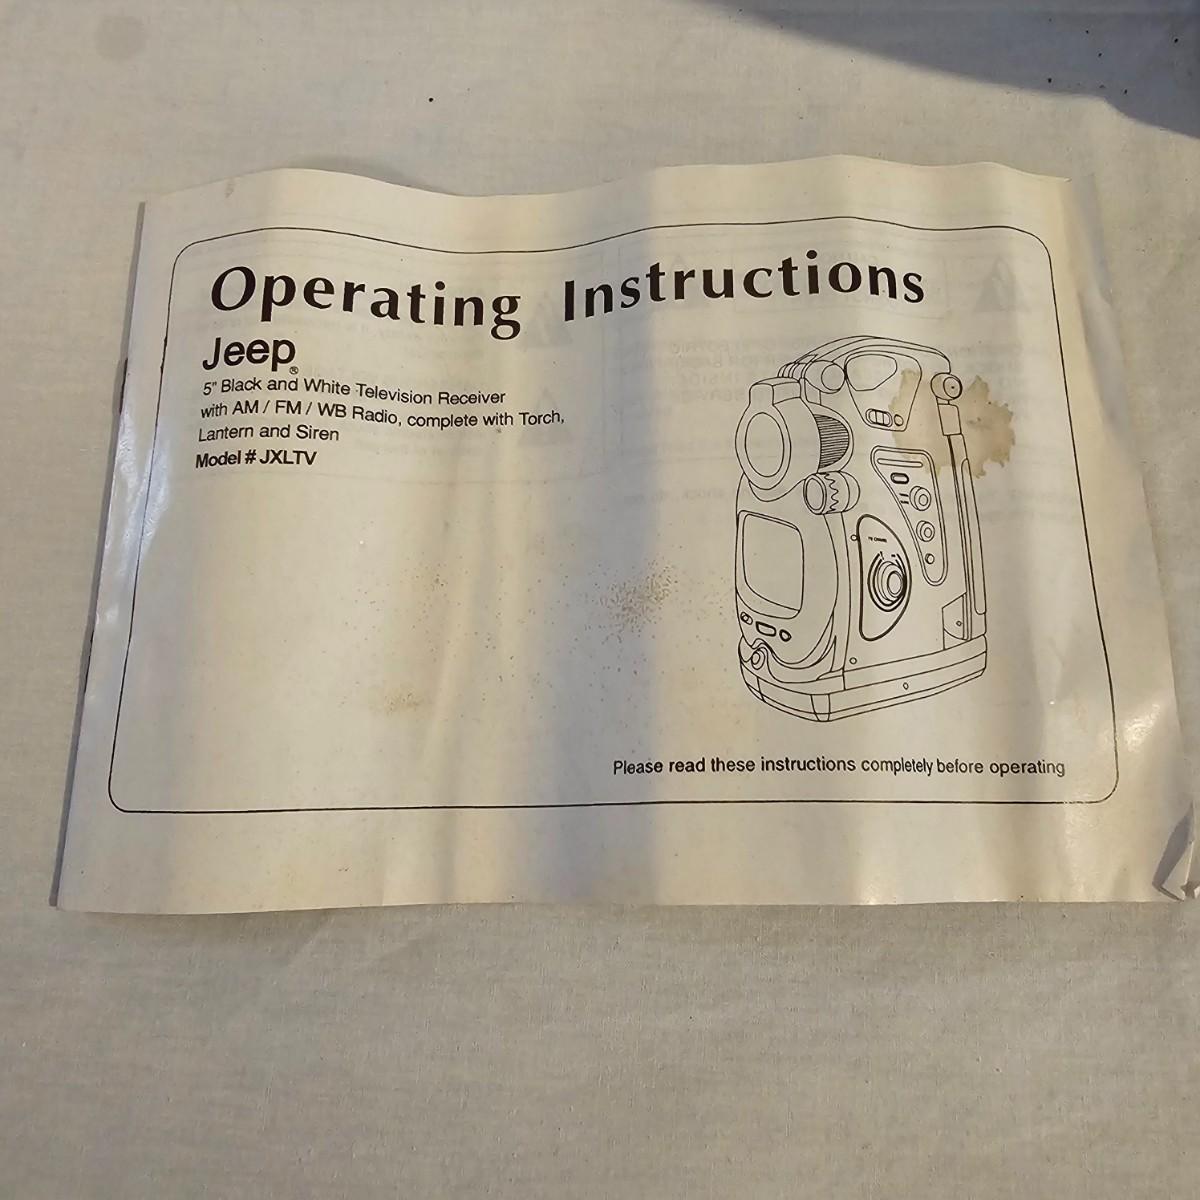 Operating Instructions
Jeep®
5" Black and White Television Receiver
with AM / FM / WB Radio, complete with Torch,
Lantern and Siren
Model # JXLTV
Please read these instructions completely before operating